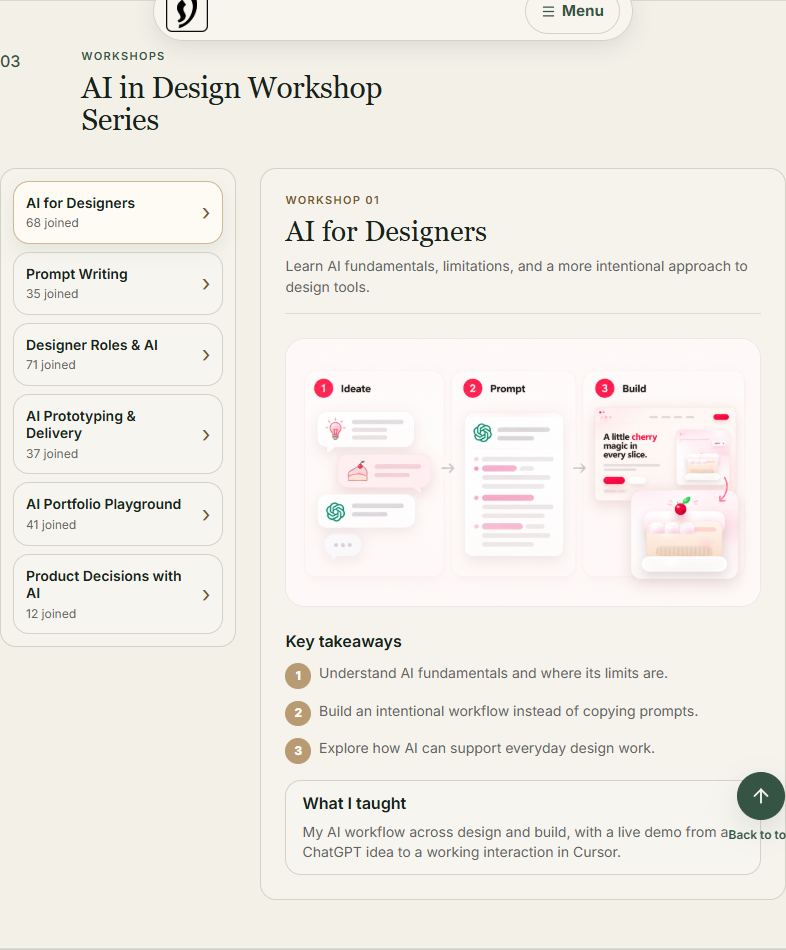 ☰ Menu
03
WORKSHOPS
AI in Design Workshop
Series
AI for Designers
68 joined
Prompt Writing
35 joined
Designer Roles & AI
71 joined
AI Prototyping &
Delivery
37 joined
AI Portfolio Playground
41 joined
Product Decisions with
AI
12 joined
WORKSHOP 01
AI for Designers
Learn AI fundamentals, limitations, and a more intentional approach to
design tools.
1 Ideate
2 Prompt
3 Build
A little cherry
magic in
every slice.
Key takeaways
1 Understand AI fundamentals and where its limits are.
2 Build an intentional workflow instead of copying prompts.
3 Explore how AI can support everyday design work.
What I taught
My AI workflow across design and build, with a live demo from a
ChatGPT idea to a working interaction in Cursor.
Back to to